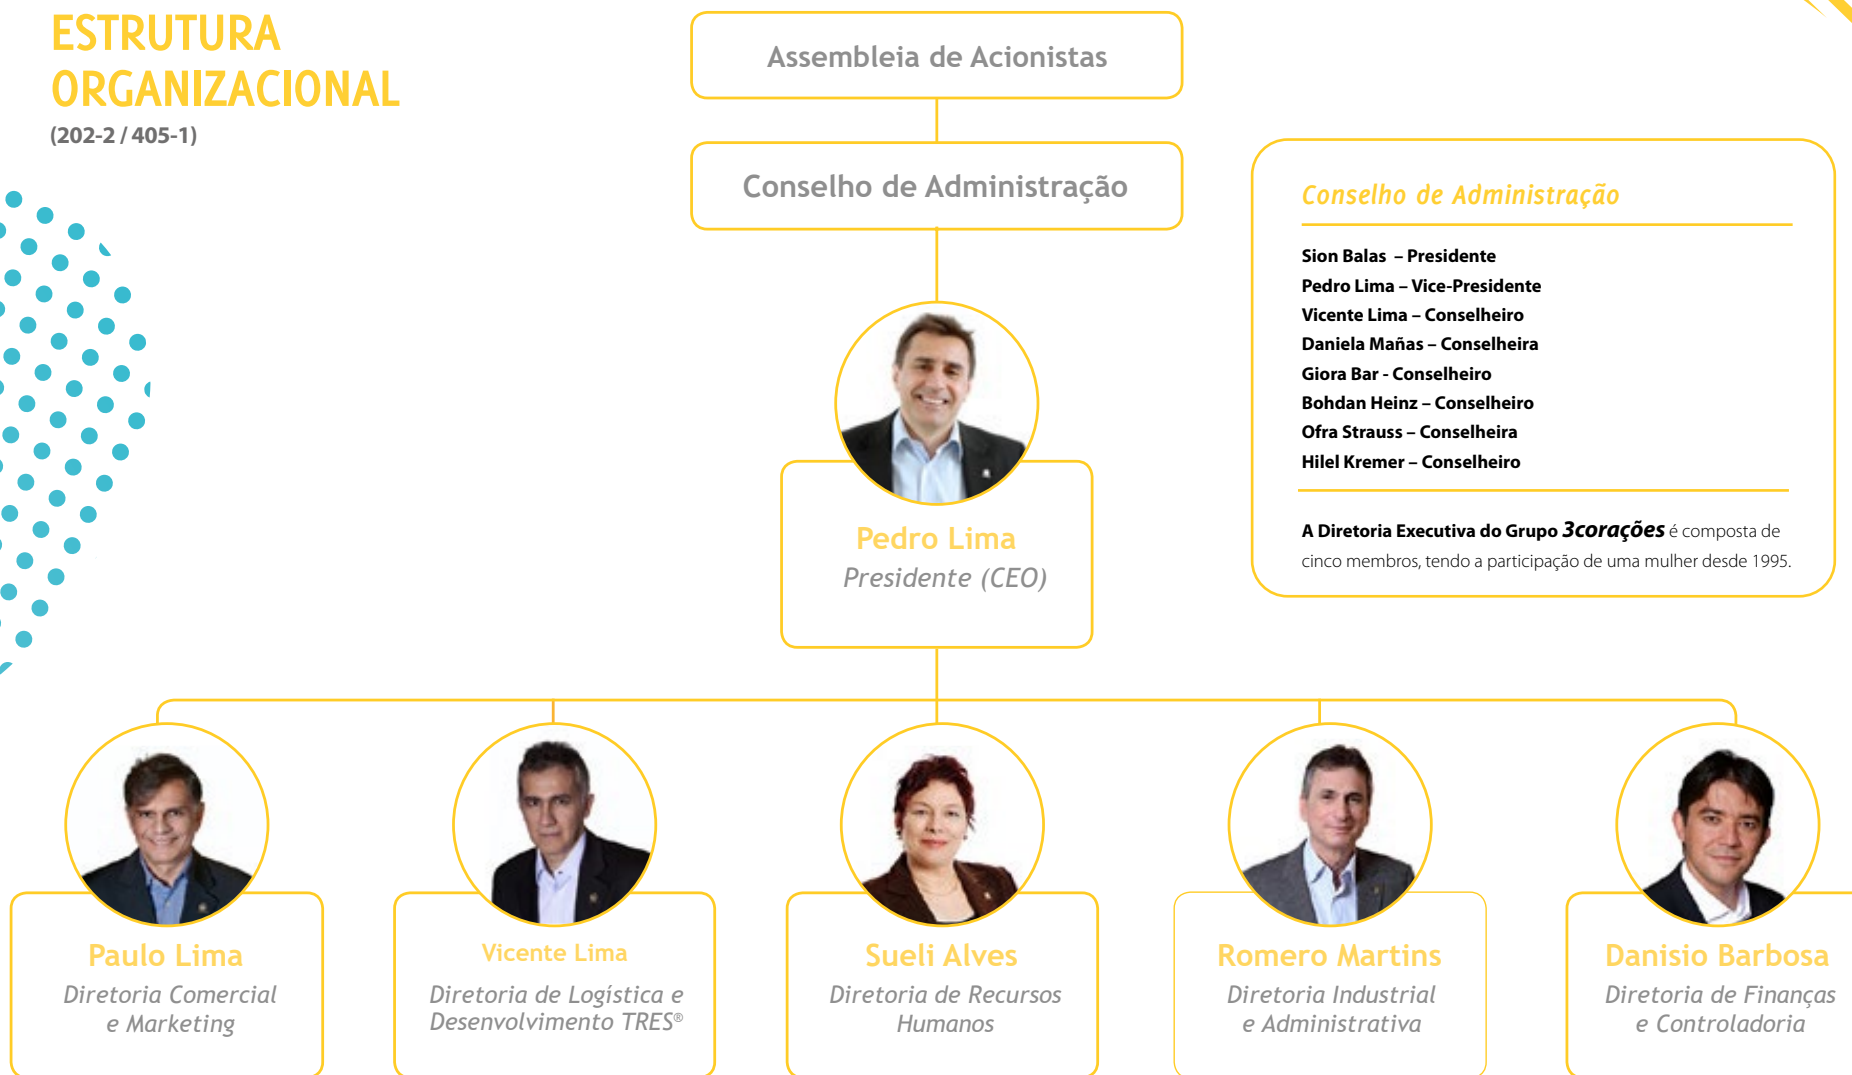 ESTRUTURA
ORGANIZACIONAL
(202-2 / 405-1)
Assembleia de Acionistas
Conselho de Administração
Conselho de Administração
Sion Balas – Presidente
Pedro Lima – Vice-Presidente
Vicente Lima – Conselheiro
Daniela Mañas – Conselheira
Giora Bar - Conselheiro
Bohdan Heinz – Conselheiro
Ofra Strauss – Conselheira
Hilel Kremer – Conselheiro
A Diretoria Executiva do Grupo 3corações é composta de
cinco membros, tendo a participação de uma mulher desde 1995.
Pedro Lima
Presidente (CEO)
Paulo Lima
Diretoria Comercial
e Marketing
Vicente Lima
Diretoria de Logística e
Desenvolvimento TRES®
Sueli Alves
Diretoria de Recursos
Humanos
Romero Martins
Diretoria Industrial
e Administrativa
Danisio Barbosa
Diretoria de Finanças
e Controladoria